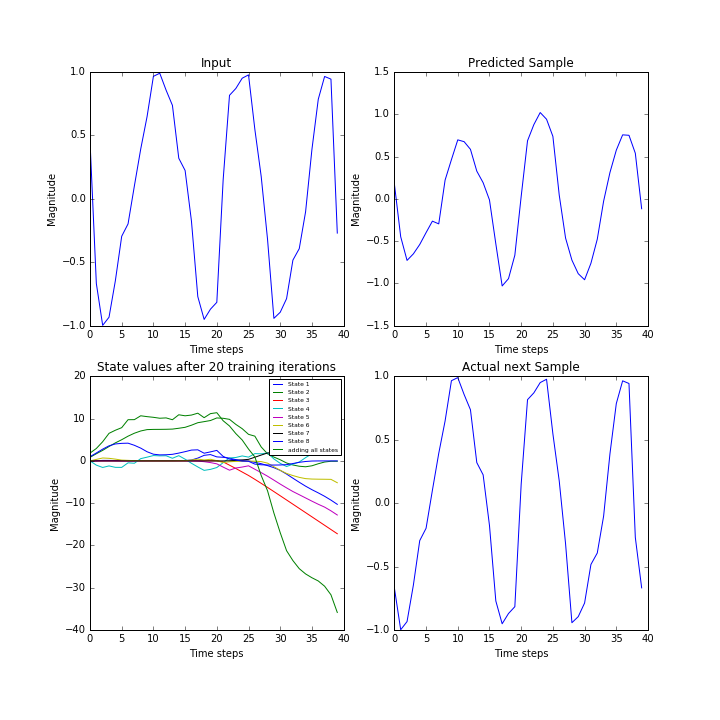 Input
Predicted Sample
1.0
0.5
0.0
−0.5
−1.0
Magnitude
0 5 10 15 20 25 30 35 40
Time steps
1.5
1.0
0.5
0.0
−0.5
−1.0
−1.5
Magnitude
0 5 10 15 20 25 30 35 40
Time steps
State values after 20 training iterations
20
10
0
−10
−20
−30
−40
Magnitude
0 5 10 15 20 25 30 35 40
Time steps
State 1
State 2
State 3
State 4
State 5
State 6
State 7
State 8
adding all states
Actual next Sample
1.0
0.5
0.0
−0.5
−1.0
Magnitude
0 5 10 15 20 25 30 35 40
Time steps